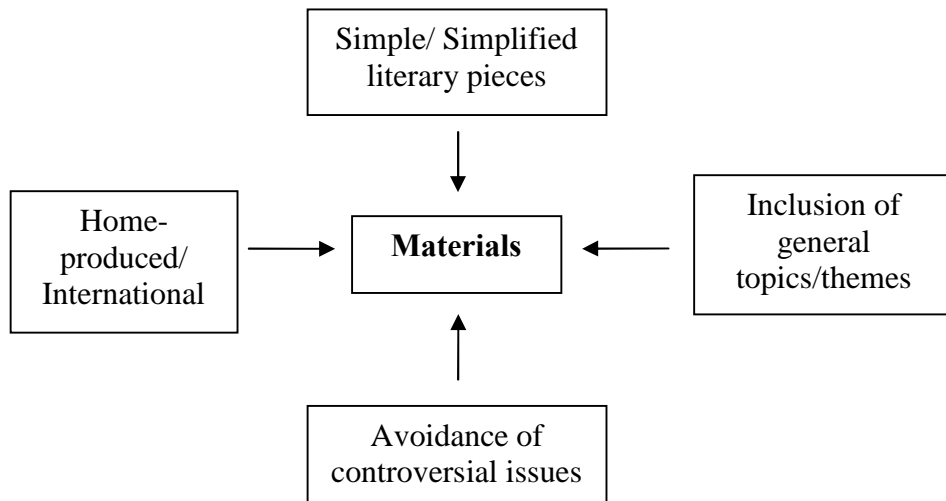 Simple/ Simplified
literary pieces
Home-
produced/
International
Materials
Inclusion of
general
topics/themes
Avoidance of
controversial issues